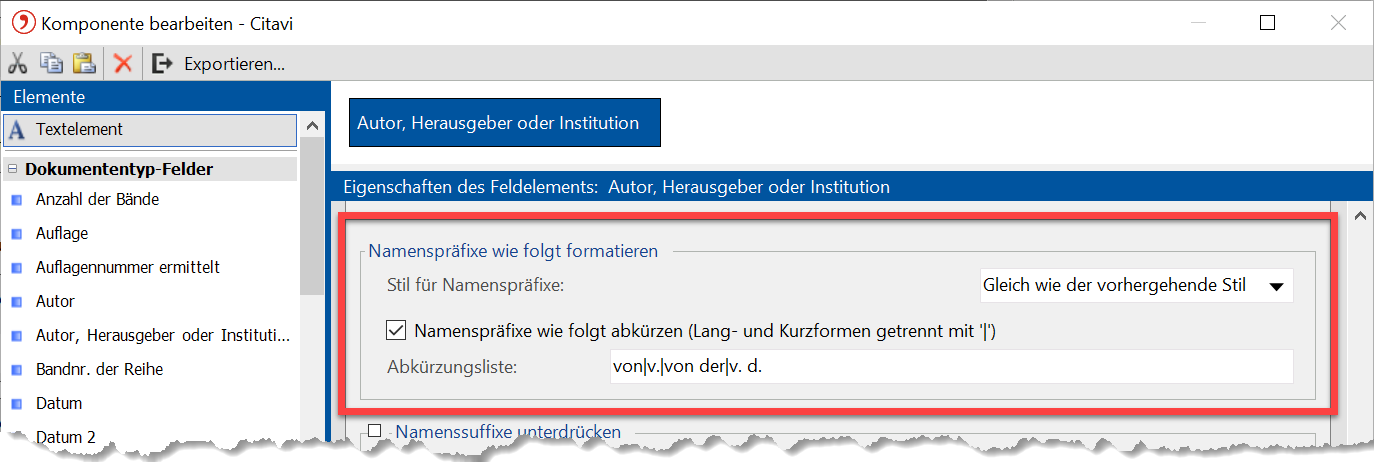 Komponente bearbeiten - Citavi
Exportieren...
Elemente
Textelement
Dokumententyp-Felder
Anzahl der Bände
Auflage
Auflagennummer ermittelt
Autor
Autor, Herausgeber oder Instituti...
Bandnr. der Reihe
Datum
Datum 2
Autor, Herausgeber oder Institution
Eigenschaften des Feldelements: Autor, Herausgeber oder Institution
Namenspräfixe wie folgt formatieren
Stil für Namenspräfixe:
Gleich wie der vorhergehende Stil
Namenspräfixe wie folgt abkürzen (Lang- und Kurzformen getrennt mit '|')
Abkürzungsliste:
von|v.|von der|v. d.
Namenssuffixe unterdrücken